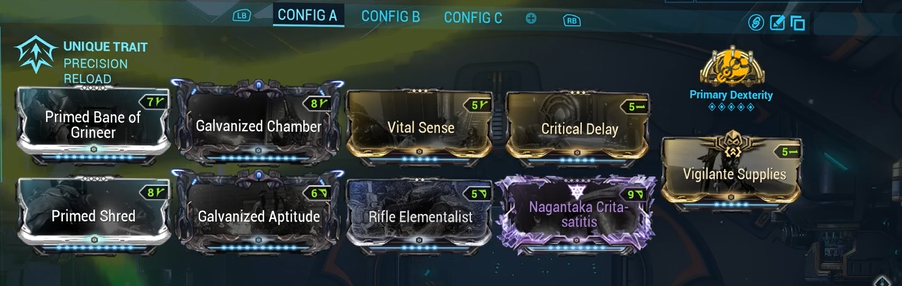 LB CONFIG A CONFIG B CONFIG C RB
UNIQUE TRAIT
PRECISION
RELOAD
Primary Dexterity
7
Primed Bane of
Grineer
8
Galvanized Chamber
5
Vital Sense
5
Critical Delay
5
Vigilante Supplies
8
Primed Shred
6
Galvanized Aptitude
5
Rifle Elementalist
9
Nagantaka Crita-
satitis